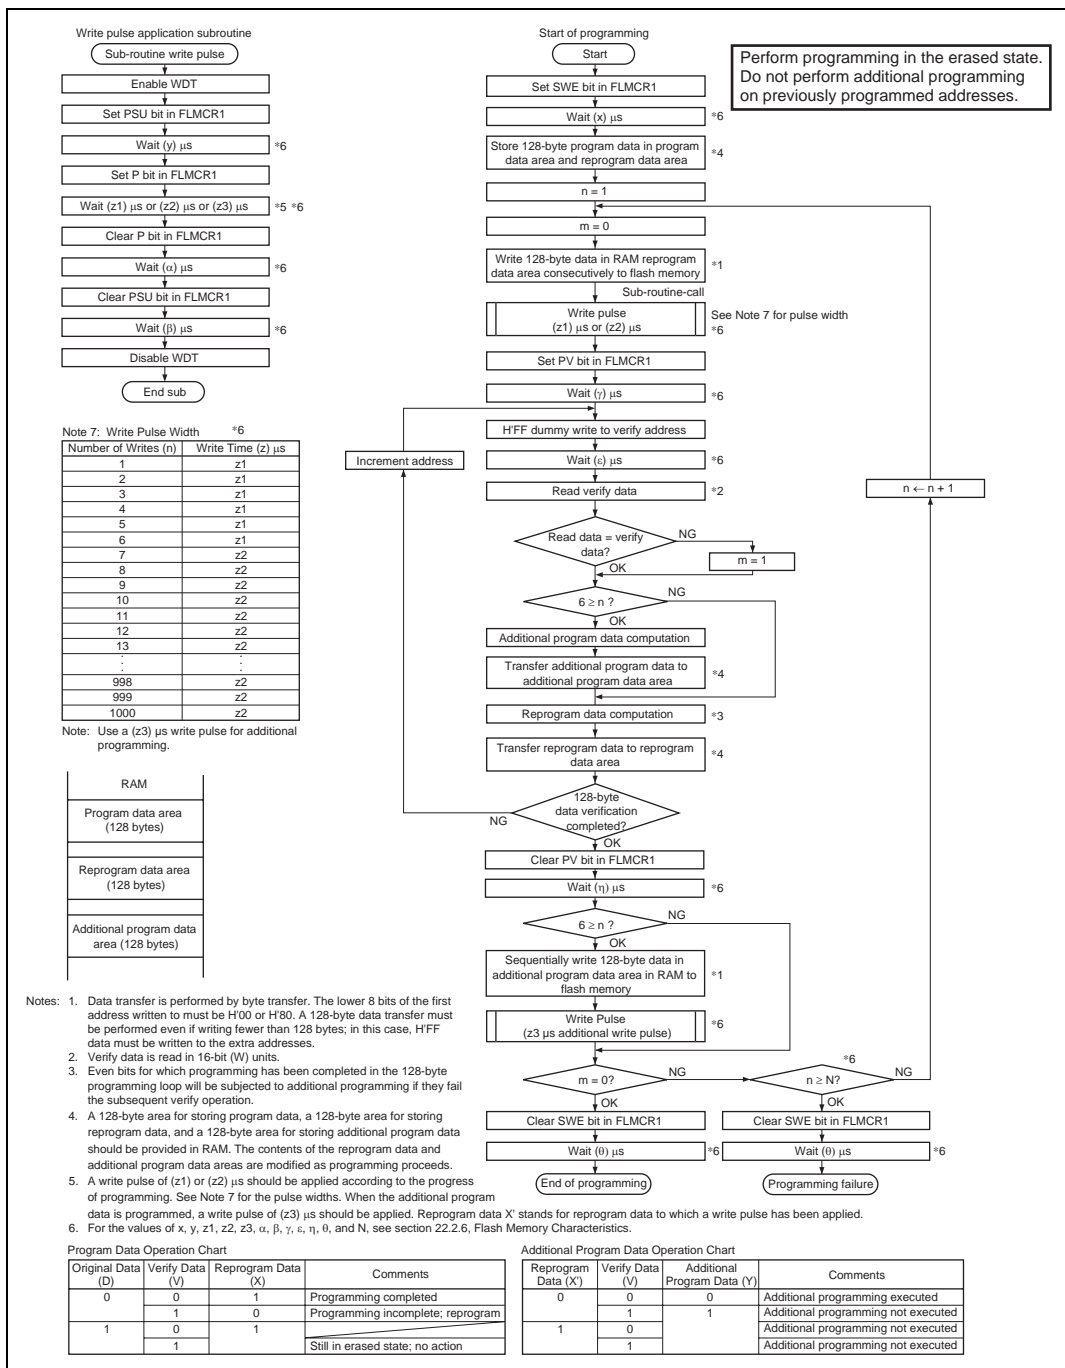 Write pulse application subroutine
Sub-routine write pulse
Enable WDT
Set PSU bit in FLMCR1
Wait (y) μs
*6
Set P bit in FLMCR1
Wait (z1) μs or (z2) μs or (z3) μs
*5 *6
Clear P bit in FLMCR1
Wait (α) μs
*6
Clear PSU bit in FLMCR1
Wait (β) μs
*6
Disable WDT
End sub
Note 7: Write Pulse Width
*6
Number of Writes (n) Write Time (z) μs
1 z1
2 z1
3 z1
4 z1
5 z1
6 z1
7 z2
8 z2
9 z2
10 z2
11 z2
12 z2
13 z2
: :
998 z2
999 z2
1000 z2
Note: Use a (z3) μs write pulse for additional
programming.
RAM
Program data area
(128 bytes)
Reprogram data area
(128 bytes)
Additional program data
area (128 bytes)
Start of programming
Start
Perform programming in the erased state.
Do not perform additional programming
on previously programmed addresses.
Set SWE bit in FLMCR1
Wait (x) μs
*6
Store 128-byte program data in program
data area and reprogram data area
*4
n = 1
m = 0
Write 128-byte data in RAM reprogram
data area consecutively to flash memory
*1
Sub-routine-call
Write pulse
(z1) μs or (z2) μs
See Note 7 for pulse width
*6
Set PV bit in FLMCR1
Wait (γ) μs
*6
H'FF dummy write to verify address
Increment address
Wait (ε) μs
*6
Read verify data
*2
n ← n + 1
Read data = verify
data?
NG
m = 1
OK
6 ≥ n ?
NG
OK
Additional program data computation
Transfer additional program data to
additional program data area
*4
Reprogram data computation
*3
Transfer reprogram data to reprogram
data area
*4
128-byte
data verification
completed?
NG
OK
Clear PV bit in FLMCR1
Wait (η) μs
*6
6 ≥ n ?
NG
OK
Sequentially write 128-byte data in
additional program data area in RAM to
flash memory
*1
Write Pulse
(z3 μs additional write pulse)
*6
*6
m = 0?
NG
n ≥ N?
NG
OK
OK
Clear SWE bit in FLMCR1
Clear SWE bit in FLMCR1
Wait (θ) μs
*6
Wait (θ) μs
*6
End of programming
Programming failure
Notes: 1. Data transfer is performed by byte transfer. The lower 8 bits of the first
address written to must be H'00 or H'80. A 128-byte data transfer must
be performed even if writing fewer than 128 bytes; in this case, H'FF
data must be written to the extra addresses.
2. Verify data is read in 16-bit (W) units.
3. Even bits for which programming has been completed in the 128-byte
programming loop will be subjected to additional programming if they fail
the subsequent verify operation.
4. A 128-byte area for storing program data, a 128-byte area for storing
reprogram data, and a 128-byte area for storing additional program data
should be provided in RAM. The contents of the reprogram data and
additional program data areas are modified as programming proceeds.
5. A write pulse of (z1) or (z2) μs should be applied according to the progress
of programming. See Note 7 for the pulse widths. When the additional program
data is programmed, a write pulse of (z3) μs should be applied. Reprogram data X' stands for reprogram data to which a write pulse has been applied.
6. For the values of x, y, z1, z2, z3, α, β, γ, ε, η, θ, and N, see section 22.2.6, Flash Memory Characteristics.
Program Data Operation Chart
Original Data (D) Verify Data (V) Reprogram Data (X) Comments
0 0 1 Programming completed
1 0 Programming incomplete; reprogram
1 0 1
1 Still in erased state; no action
Additional Program Data Operation Chart
Reprogram Data (X') Verify Data (V) Additional Program Data (Y) Comments
0 0 0 Additional programming executed
1 1 Additional programming not executed
1 0 Additional programming not executed
1 Additional programming not executed